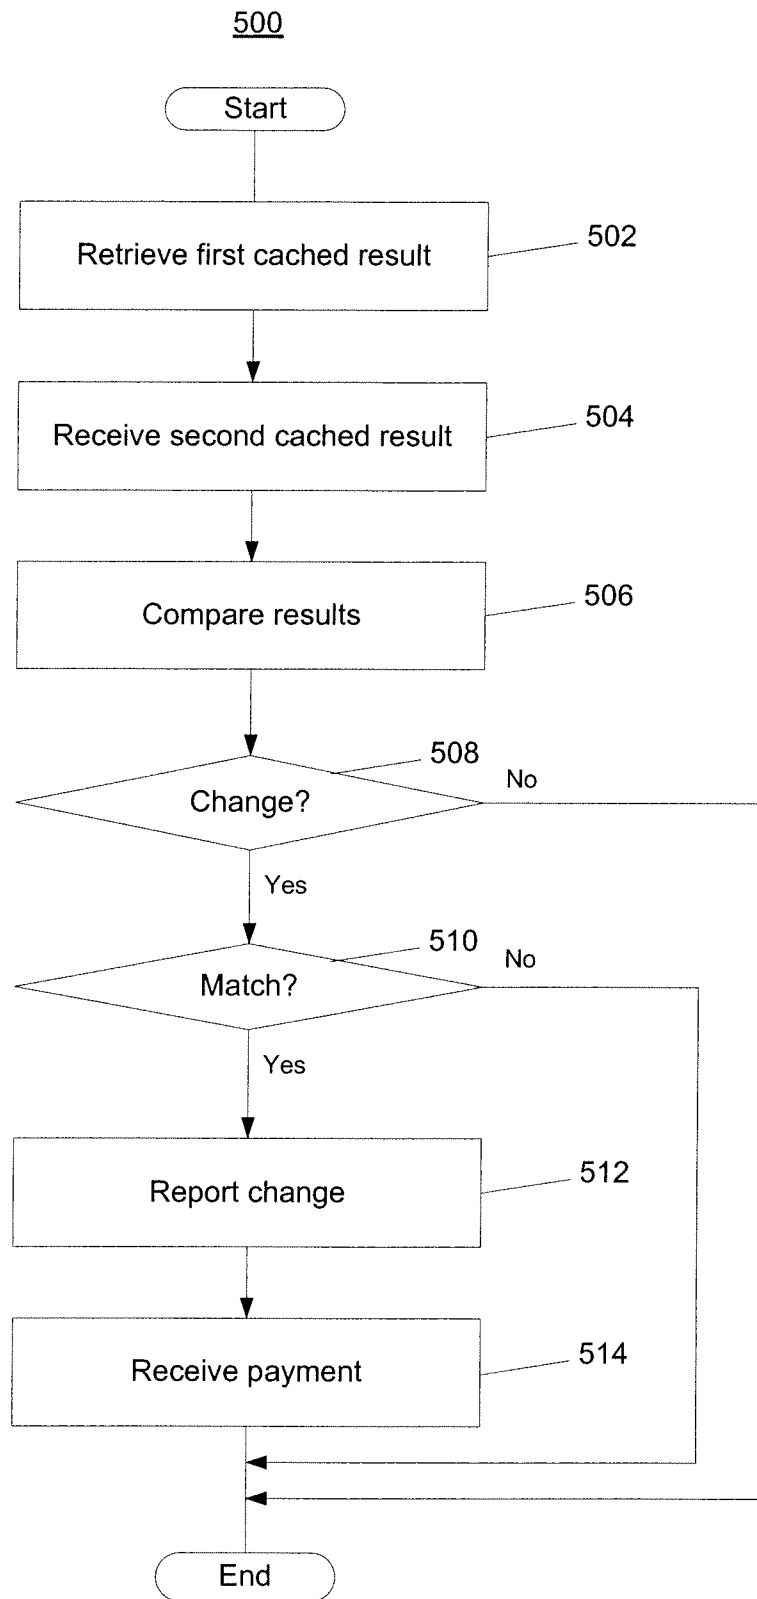 500
Start
Retrieve first cached result
502
Receive second cached result
504
Compare results
506
508
No
Change?
Yes
510
No
Match?
Yes
Report change
512
Receive payment
514
End